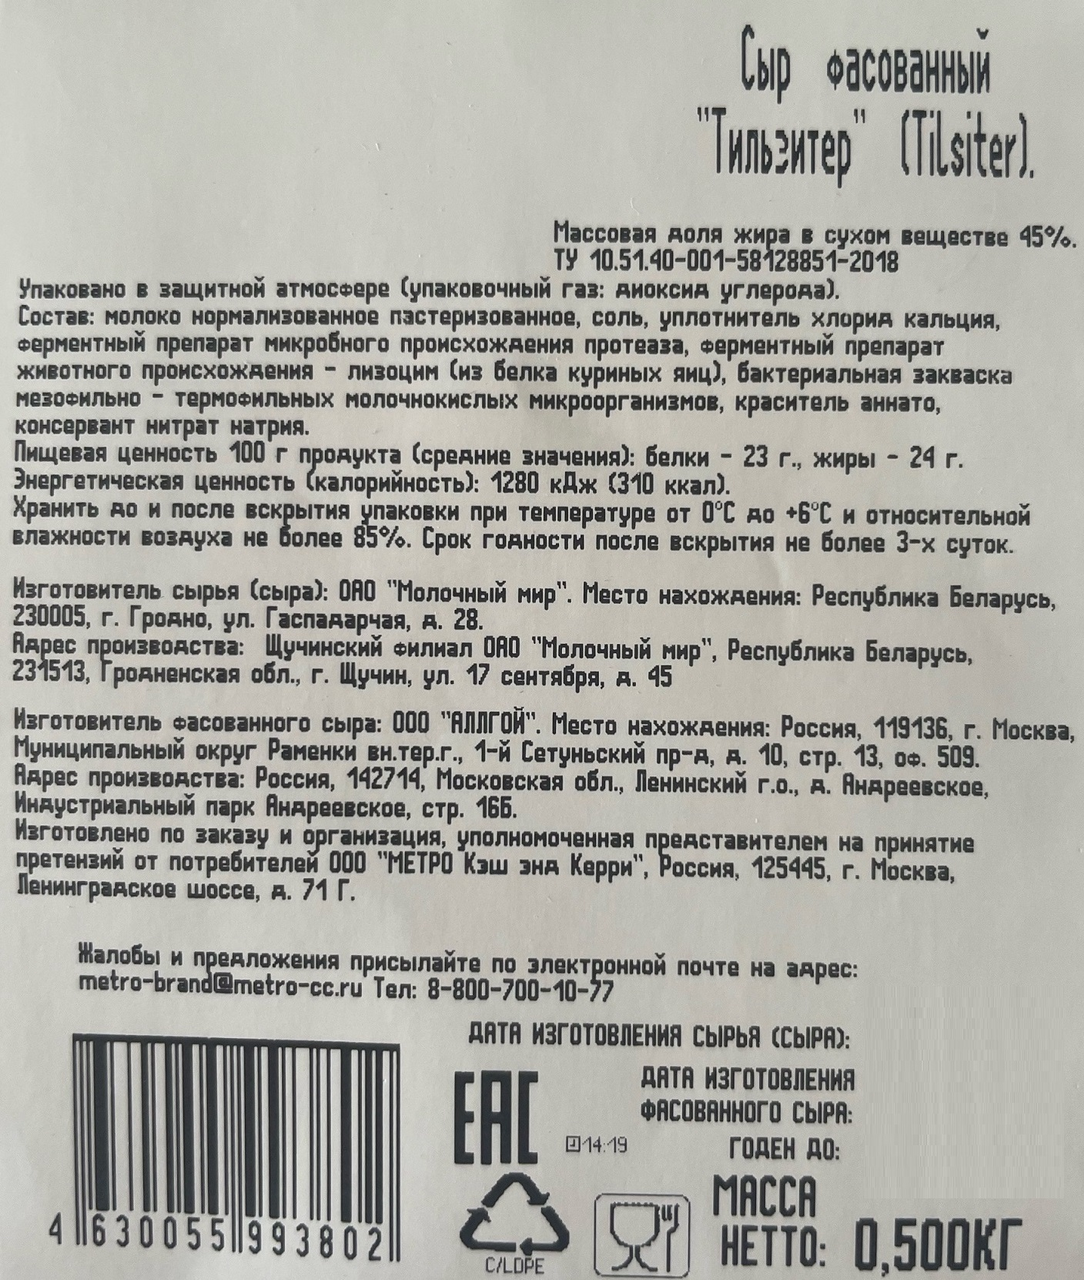 Сыр фасованный
"Тильзитер" (Tilsiter).
Массовая доля жира в сухом веществе 45%.
ТУ 10.51.40-001-58128851-2018
Упаковано в защитной атмосфере (упаковочный газ: диоксид углерода).
Состав: молоко нормализованное пастеризованное, соль, уплотнитель хлорид кальция,
ферментный препарат микробного происхождения протеаза, ферментный препарат
животного происхождения - лизоцим (из белка куриных яиц), бактериальная закваска
мезофильно - термофильных молочнокислых микроорганизмов, краситель аннато,
консервант нитрат натрия.
Пищевая ценность 100 г продукта (средние значения): белки - 23 г., жиры - 24 г.
Энергетическая ценность (калорийность): 1280 кДж (310 ккал).
Хранить до и после вскрытия упаковки при температуре от 0°С до +6°С и относительной
влажности воздуха не более 85%. Срок годности после вскрытия не более 3-х суток.
Изготовитель сырья (сыра): ОАО "Молочный мир". Место нахождения: Республика Беларусь,
230005, г. Гродно, ул. Гаспадарчая, д. 28.
Адрес производства: Щучинский филиал ОАО "Молочный мир", Республика Беларусь,
231513, Гродненская обл., г. Щучин, ул. 17 сентября, д. 45
Изготовитель фасованного сыра: ООО "АЛЛГОЙ". Место нахождения: Россия, 119136, г. Москва,
Муниципальный округ Раменки вн.тер.г., 1-й Сетуньский пр-д, д. 10, стр. 13, оф. 509.
Адрес производства: Россия, 142714, Московская обл., Ленинский г.о., д. Андреевское,
Индустриальный парк Андреевское, стр. 16Б.
Изготовлено по заказу и организация, уполномоченная представителем на принятие
претензий от потребителей ООО "МЕТРО Кэш энд Керри", Россия, 125445, г. Москва,
Ленинградское шоссе, д. 71 Г.
Жалобы и предложения присылайте по электронной почте на адрес:
metro-brand@metro-cc.ru Тел: 8-800-700-10-77
ДАТА ИЗГОТОВЛЕНИЯ СЫРЬЯ (СЫРА):
ДАТА ИЗГОТОВЛЕНИЯ
ФАСОВАННОГО СЫРА:
EAC
14:19
ГОДЕН ДО:
МАССА
НЕТТО: 0,500КГ
4 630055 993802
C/LDPE